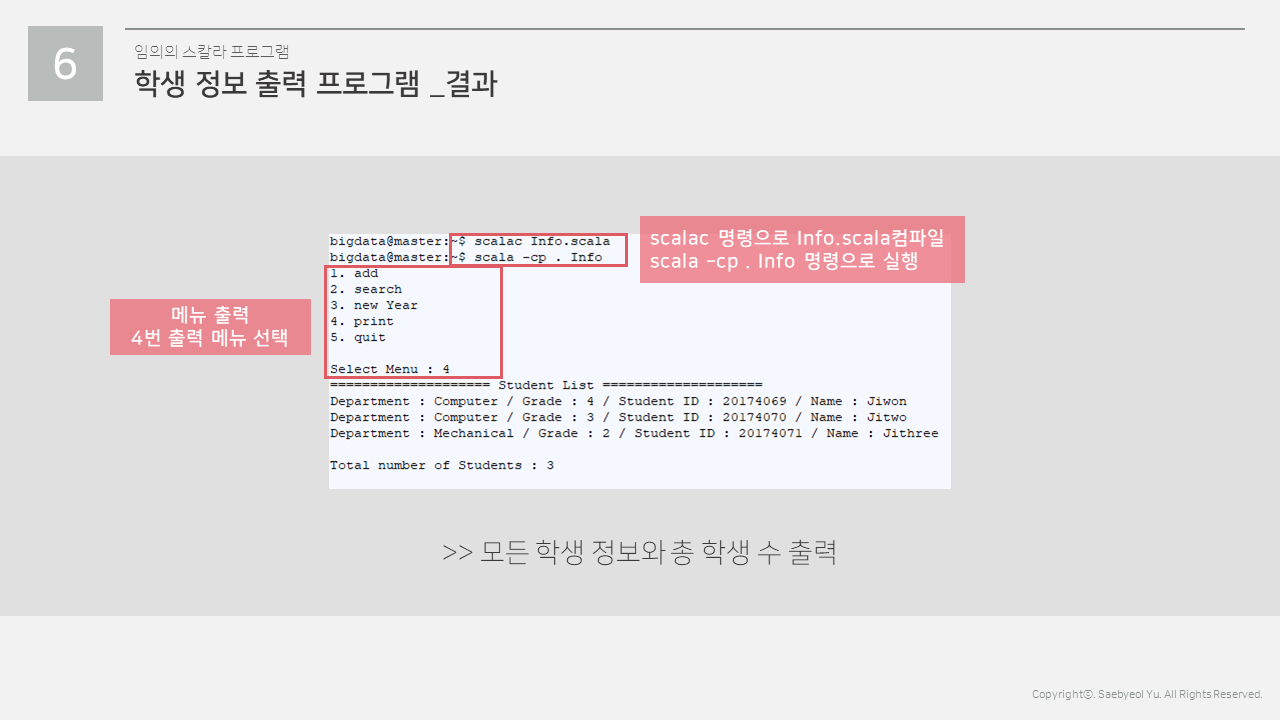 6
임의의 스칼라 프로그램
학생 정보 출력 프로그램 _결과
scalac 명령으로 Info.scala컴파일
scala -cp . Info 명령으로 실행
bigdata@master:~$ scalac Info.scala
bigdata@master:~$ scala -cp . Info
1. add
2. search
3. new Year
4. print
5. quit
메뉴 출력
4번 출력 메뉴 선택
Select Menu : 4
==================== Student List ====================
Department : Computer / Grade : 4 / Student ID : 20174069 / Name : Jiwon
Department : Computer / Grade : 3 / Student ID : 20174070 / Name : Jitwo
Department : Mechanical / Grade : 2 / Student ID : 20174071 / Name : Jithree
Total number of Students : 3
>> 모든 학생 정보와 총 학생 수 출력
Copyrightⓒ. Saebyeol Yu. All Rights Reserved.